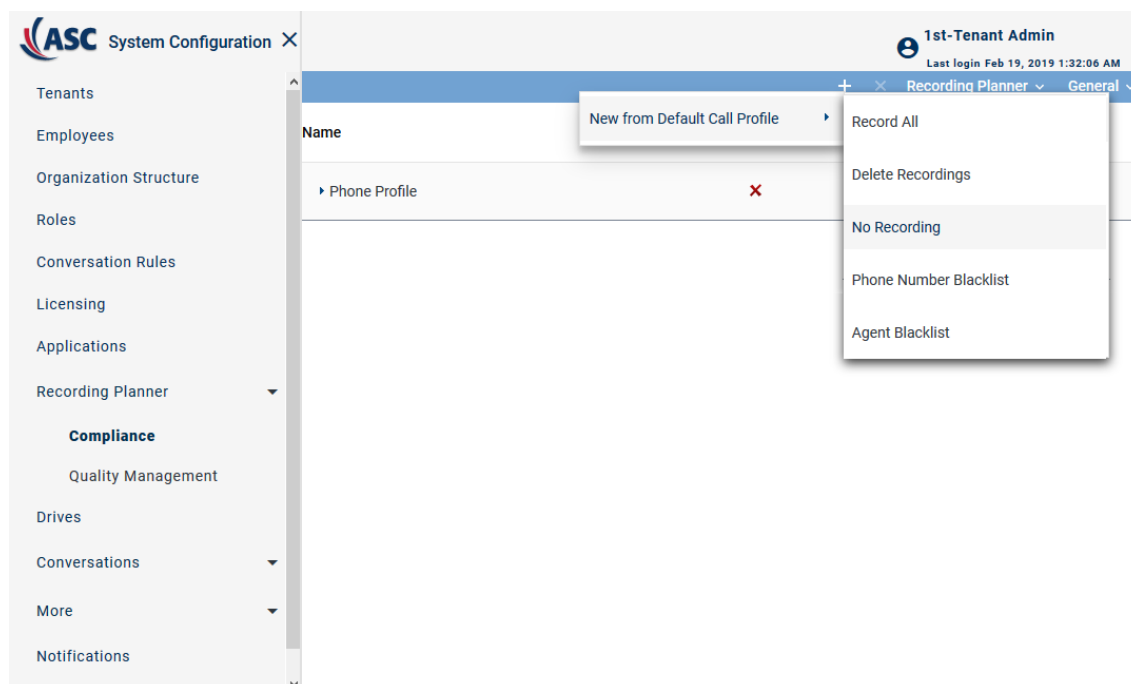 ASC System Configuration
1st-Tenant Admin
Last login Feb 19, 2019 1:32:06 AM
Recording Planner General
Tenants
Employees
Organization Structure
Roles
Conversation Rules
Licensing
Applications
Recording Planner
Compliance
Quality Management
Drives
Conversations
More
Notifications
Name
Phone Profile
New from Default Call Profile
Record All
Delete Recordings
No Recording
Phone Number Blacklist
Agent Blacklist